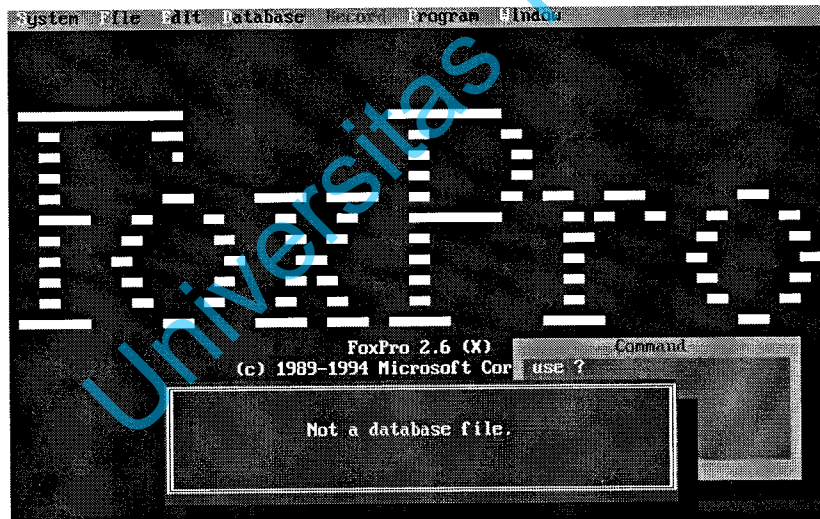 System File Edit Database Record Program Window
FoxPro
FoxPro 2.6 (X)
(c) 1989-1994 Microsoft Cor
Command
use ?
Not a database file.
Universitas